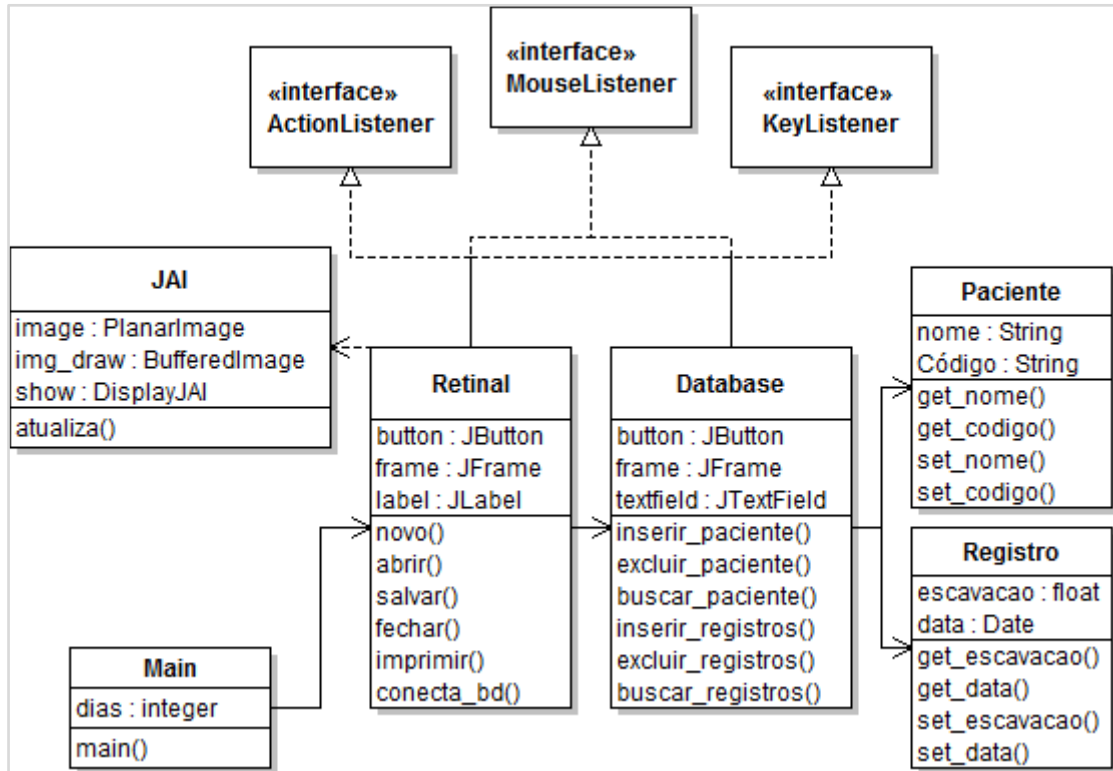 «interface»
ActionListener
«interface»
MouseListener
«interface»
KeyListener
JAI
image : PlanarImage
img_draw : BufferedImage
show : DisplayJAI
atualiza()
Retinal
button : JButton
frame : JFrame
label : JLabel
novo()
abrir()
salvar()
fechar()
imprimir()
conecta_bd()
Database
button : JButton
frame : JFrame
textfield : JTextField
inserir_paciente()
excluir_paciente()
buscar_paciente()
inserir_registros()
excluir_registros()
buscar_registros()
Paciente
nome : String
Código : String
get_nome()
get_codigo()
set_nome()
set_codigo()
Registro
escavacao : float
data : Date
get_escavacao()
get_data()
set_escavacao()
set_data()
Main
dias : integer
main()